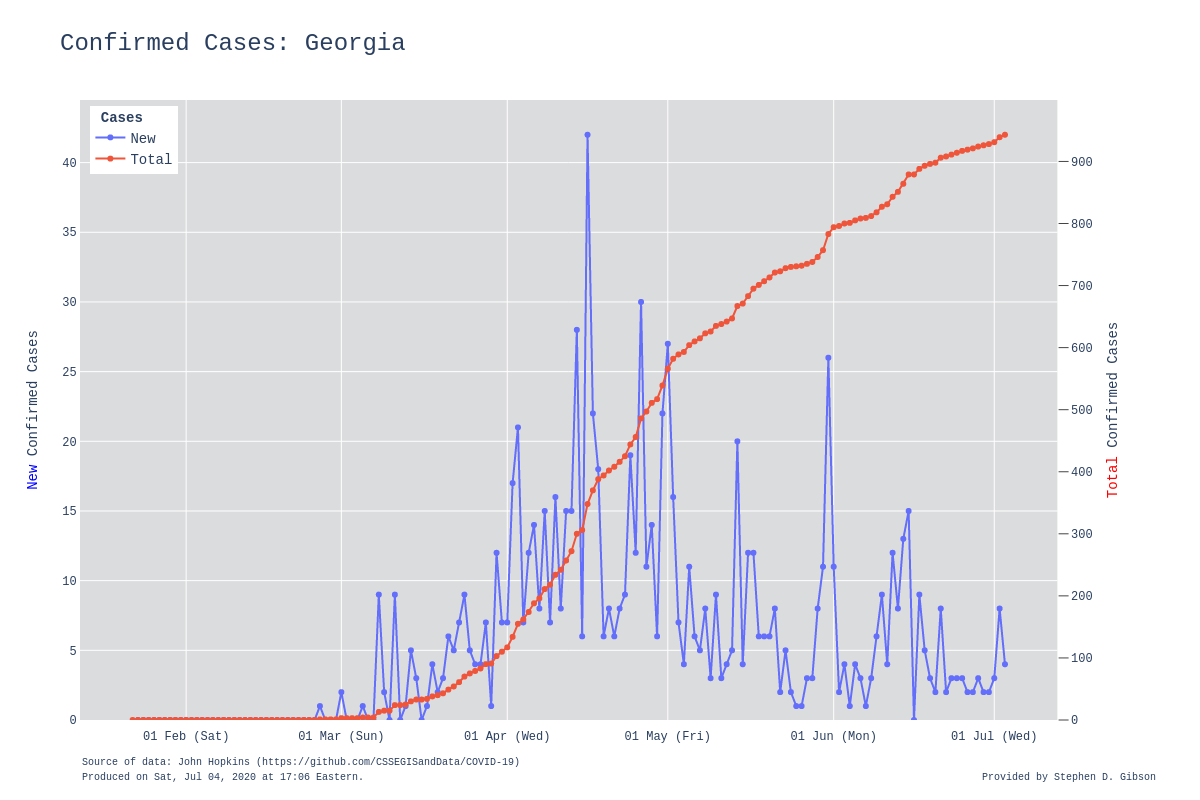 Confirmed Cases: Georgia
Cases
New
Total
40
35
30
25
20
15
10
5
0
900
800
700
600
500
400
300
200
100
0
New Confirmed Cases
Total Confirmed Cases
01 Feb (Sat)
01 Mar (Sun)
01 Apr (Wed)
01 May (Fri)
01 Jun (Mon)
01 Jul (Wed)
Source of data: John Hopkins (https://github.com/CSSEGISandData/COVID-19)
Produced on Sat, Jul 04, 2020 at 17:06 Eastern.
Provided by Stephen D. Gibson